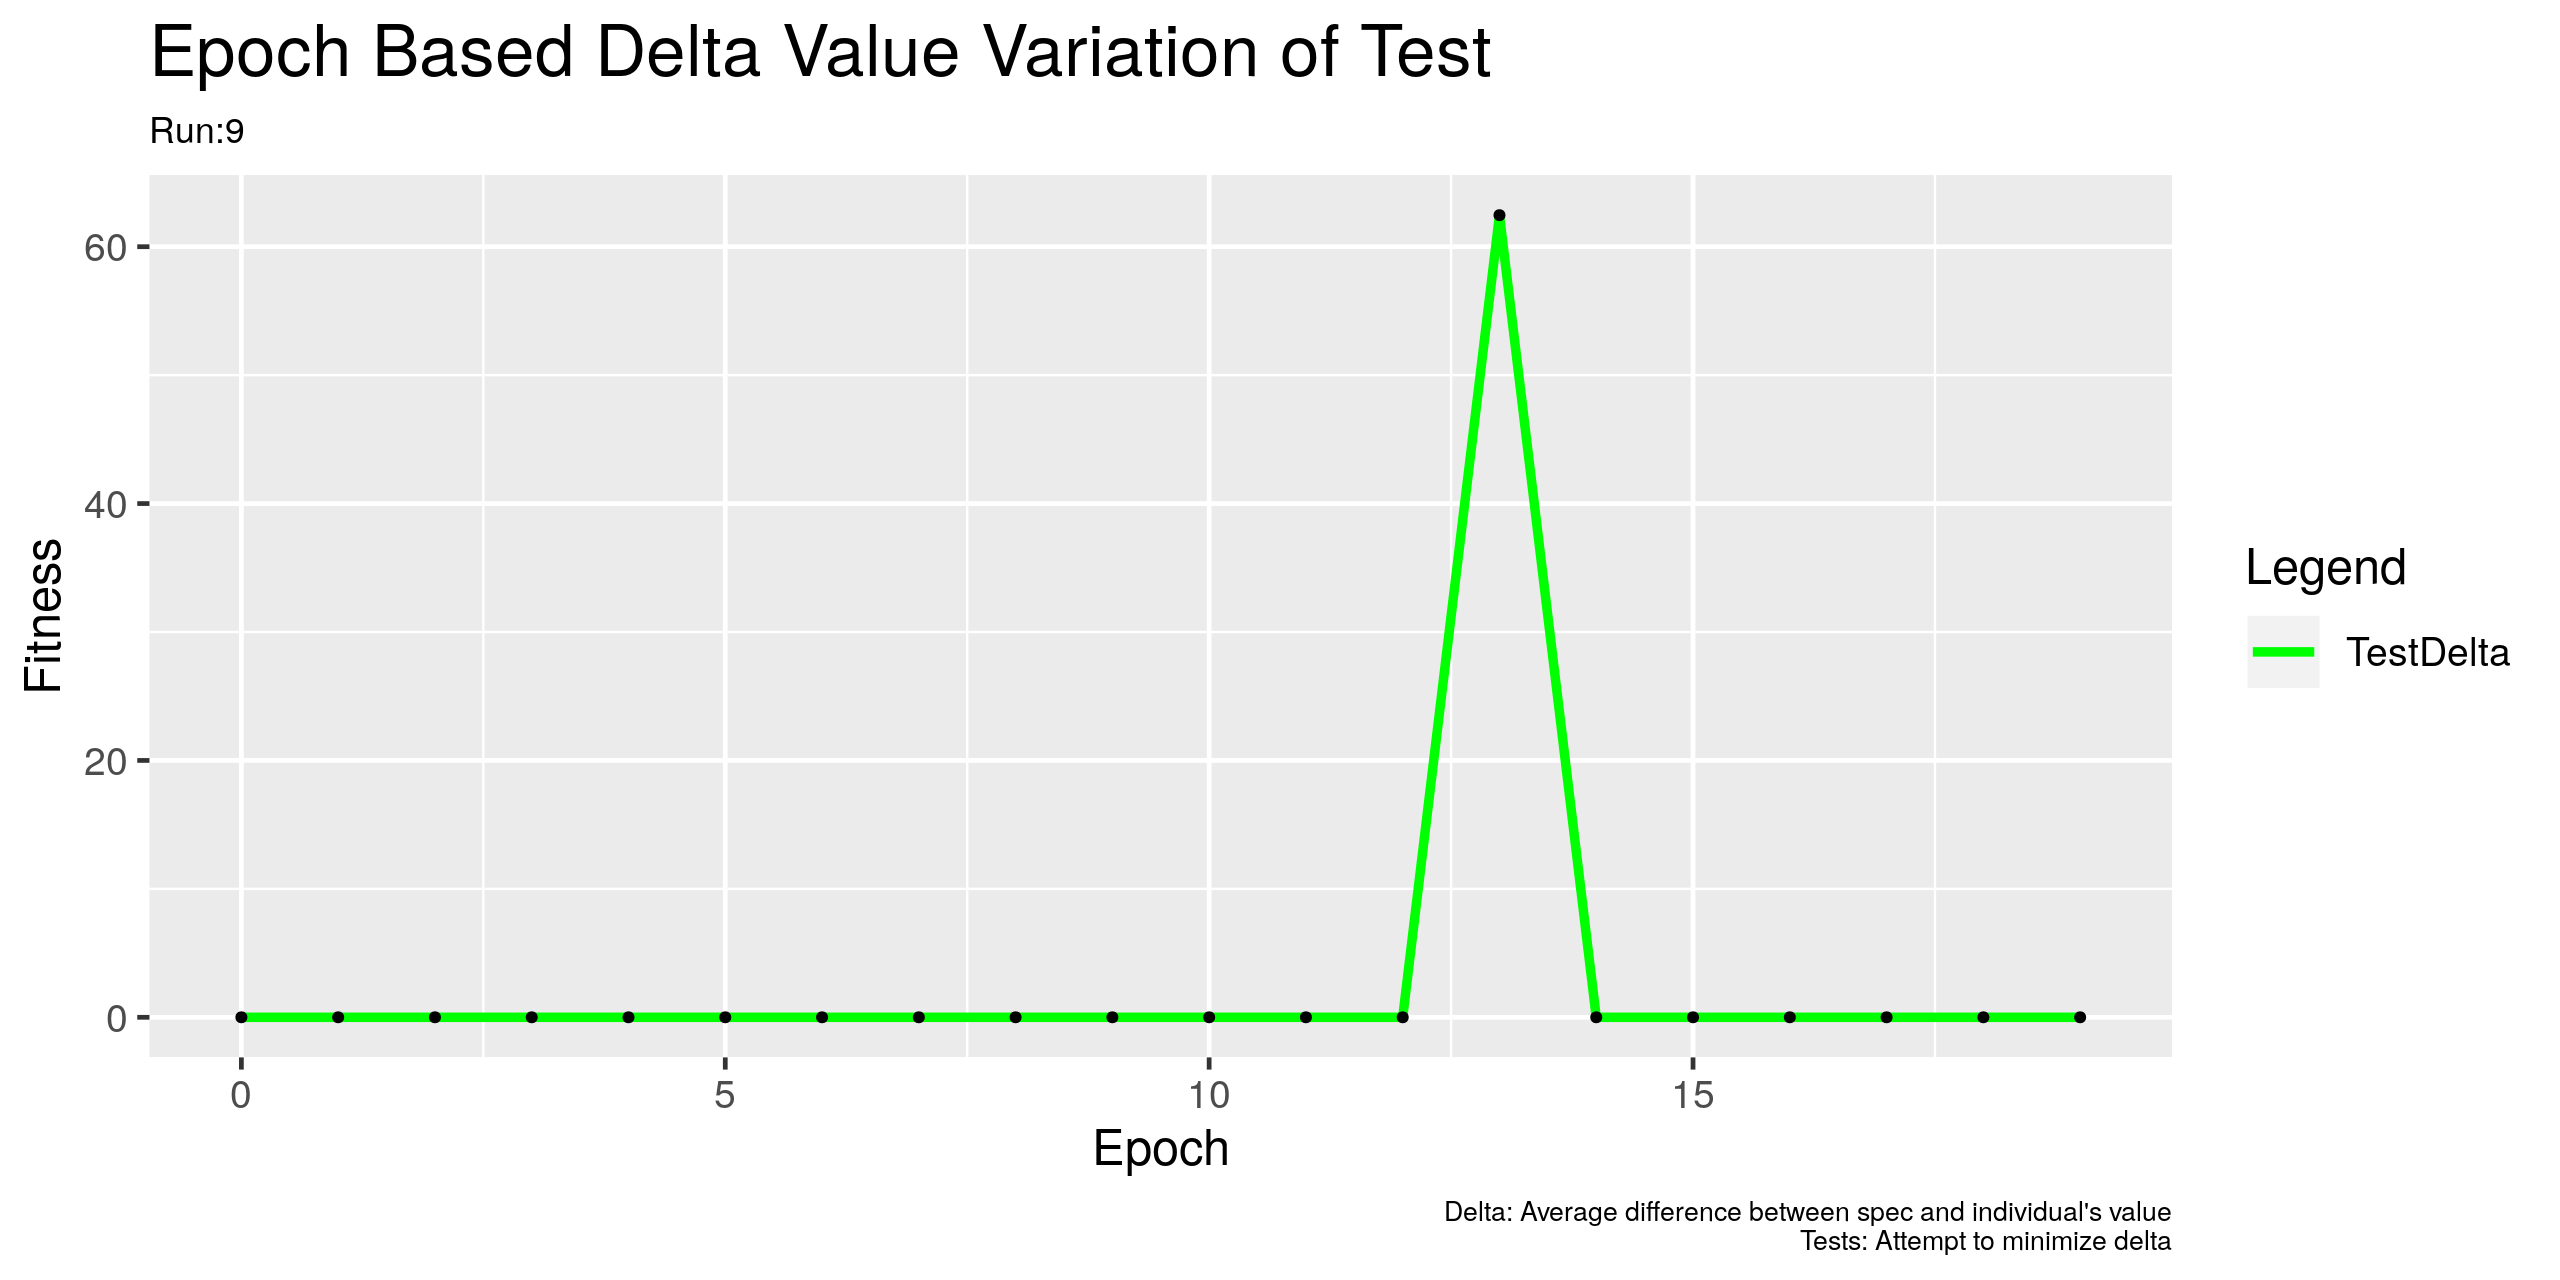 Epoch Based Delta Value Variation of Test
Run:9
60
40
20
0
Fitness
0 5 10 15
Epoch
Legend
TestDelta
Delta: Average difference between spec and individual's value
Tests: Attempt to minimize delta